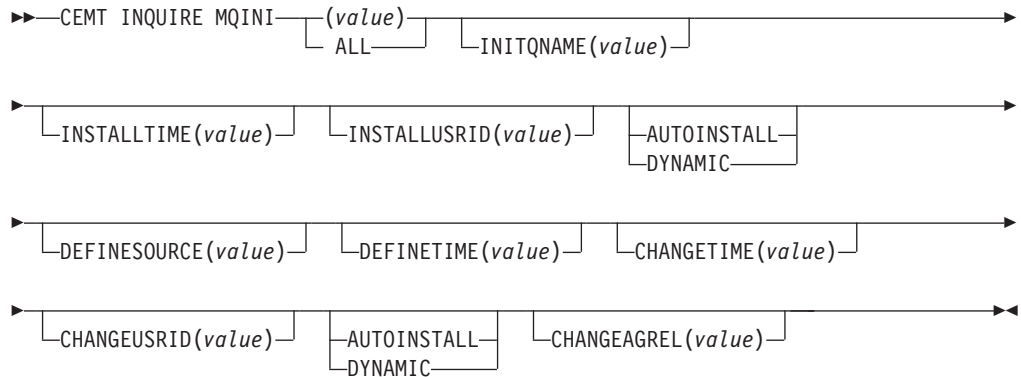 CEMT INQUIRE MQINI (value)
ALL INITQNAME(value)
INSTALLTIME(value) INSTALLUSRID(value) AUTOINSTALL
DYNAMIC
DEFINESOURCE(value) DEFINETIME(value) CHANGETIME(value)
CHANGEUSRID(value) AUTOINSTALL CHANGEAGREL(value)
DYNAMIC